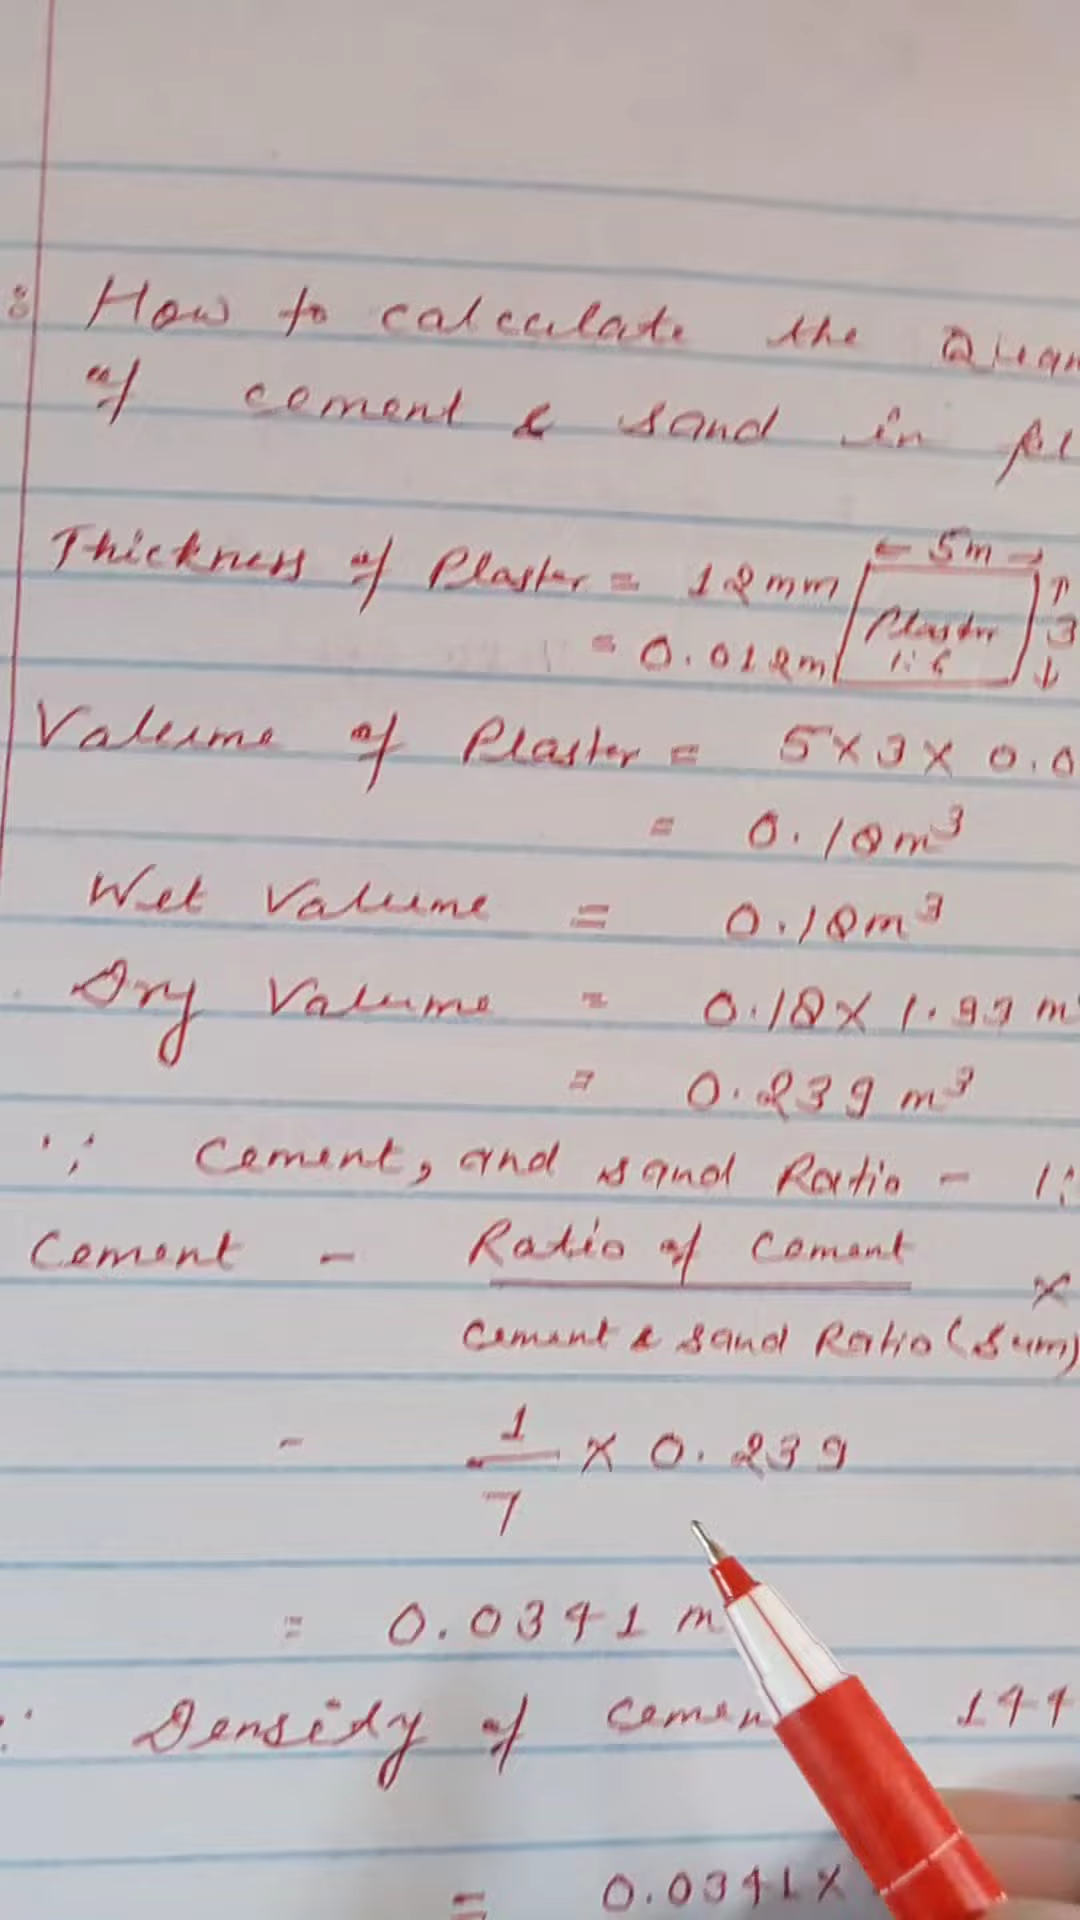 How to calculate the Quan
of cement & sand in pl
Thickness of Plaster = 12mm
= 0.012m
← 5m →
Plaster
1:6
↑
3
↓
Volume of Plaster = 5 × 3 × 0.0
= 0.18m³
Wet Volume = 0.18m³
Dry Volume = 0.18 × 1.33 m
= 0.239 m³
∵ Cement, and sand Ratio - 1:
Cement - Ratio of Cement ×
Cement & sand Ratio (Sum)
- 1/7 × 0.239
= 0.0341 m
∵ Density of cemen 144
= 0.0341 ×